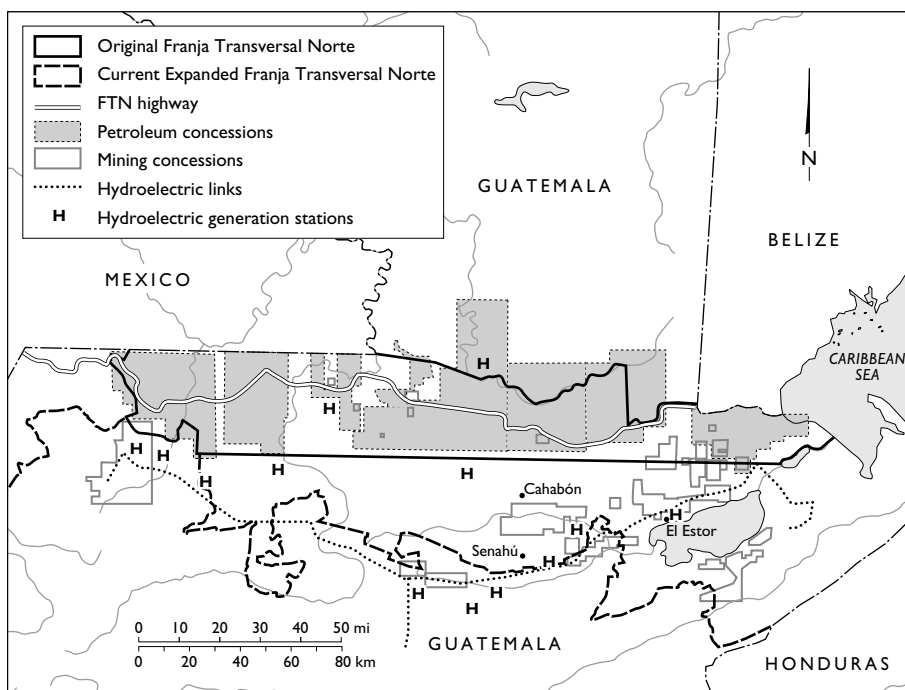 Original Franja Transversal Norte
Current Expanded Franja Transversal Norte
FTN highway
Petroleum concessions
Mining concessions
Hydroelectric links
H Hydroelectric generation stations
N
GUATEMALA
BELIZE
MEXICO
CARIBBEAN
SEA
H
H
H
H
H
H
H
Cahabón
H
H
El Estor
Senahú
H
H
H
H
0 10 20 30 40 50 mi
0 20 40 60 80 km
GUATEMALA
HONDURAS